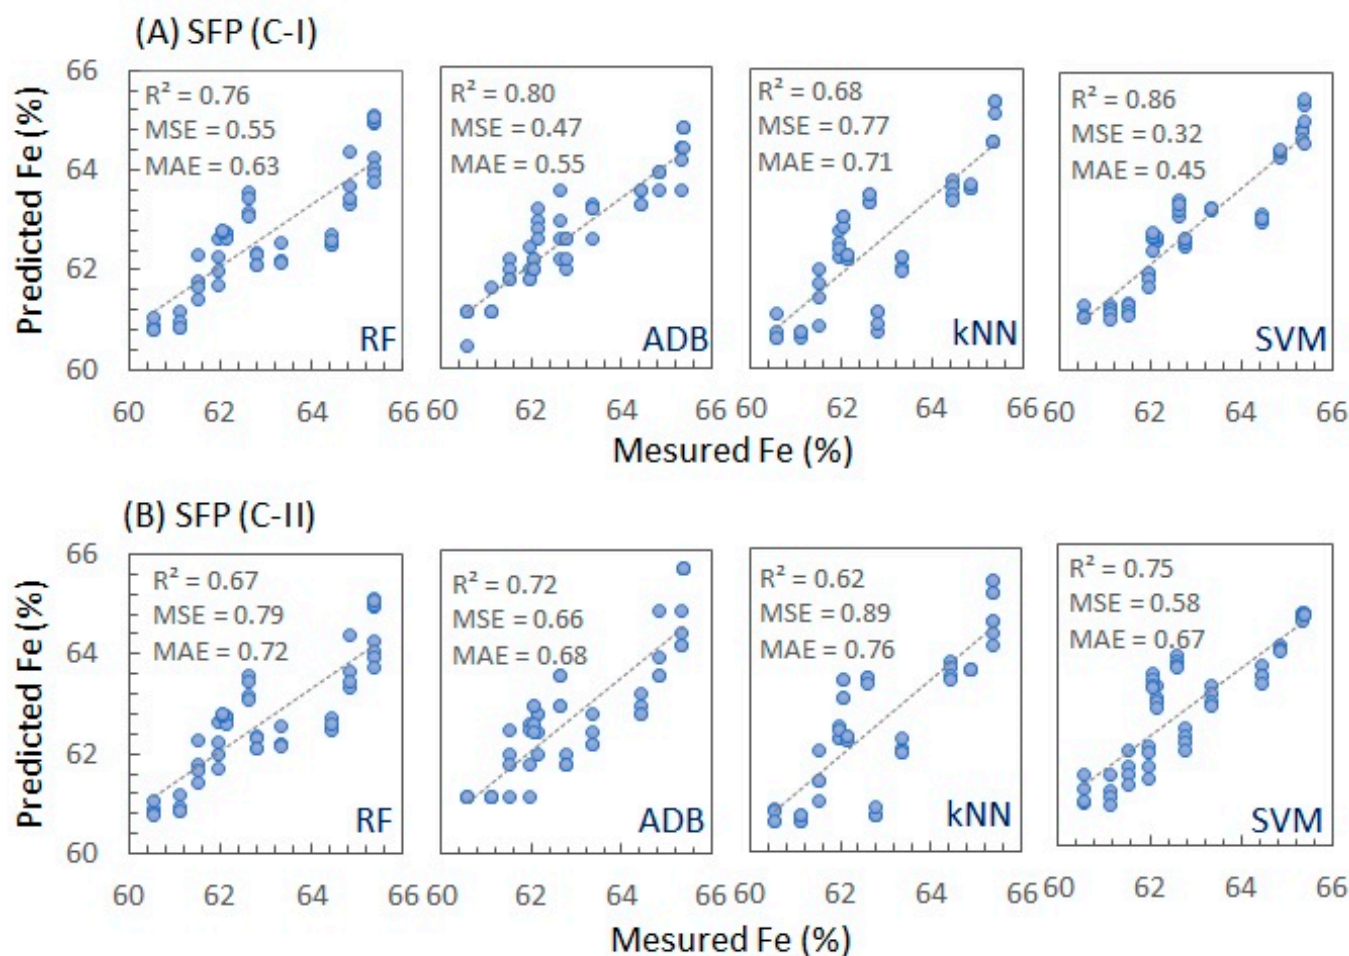 (A) SFP (C-I)
Predicted Fe (%)
66
64
62
60
R² = 0.76
MSE = 0.55
MAE = 0.63
RF
R² = 0.80
MSE = 0.47
MAE = 0.55
ADB
R² = 0.68
MSE = 0.77
MAE = 0.71
kNN
R² = 0.86
MSE = 0.32
MAE = 0.45
SVM
60 62 64 66 60 62 64 66 60 62 64 66 60 62 64 66
Mesured Fe (%)
(B) SFP (C-II)
Predicted Fe (%)
66
64
62
60
R² = 0.67
MSE = 0.79
MAE = 0.72
RF
R² = 0.72
MSE = 0.66
MAE = 0.68
ADB
R² = 0.62
MSE = 0.89
MAE = 0.76
kNN
R² = 0.75
MSE = 0.58
MAE = 0.67
SVM
60 62 64 66 60 62 64 66 60 62 64 66 60 62 64 66
Mesured Fe (%)